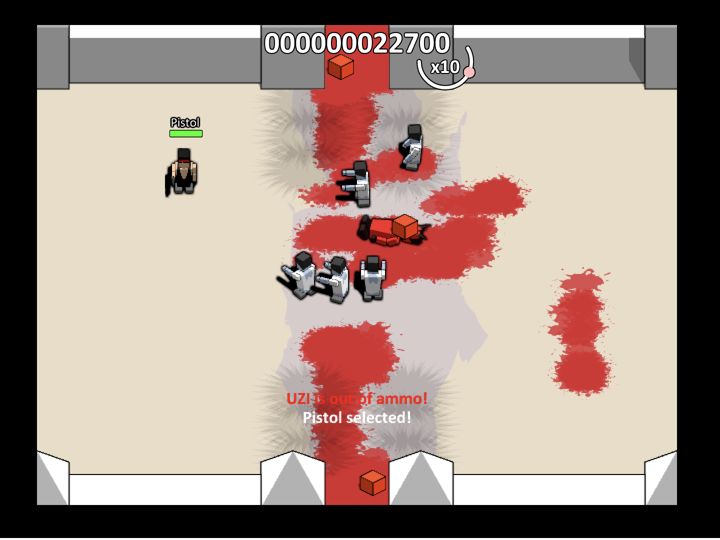 000000022700
x10
Pistol
UZI is out of ammo!
Pistol selected!